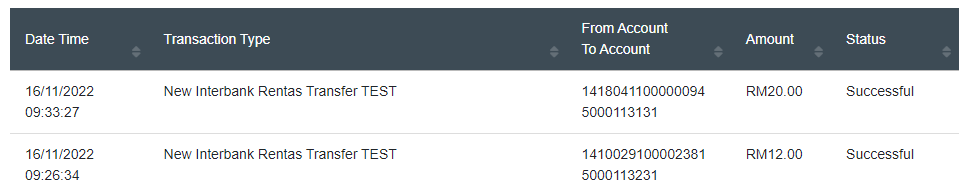 Date Time Transaction Type From Account To Account Amount Status
16/11/2022 New Interbank Rentas Transfer TEST 14180411000000094 RM20.00 Successful
09:33:27 5000113131
16/11/2022 New Interbank Rentas Transfer TEST 14100291000002381 RM12.00 Successful
09:26:34 5000113231